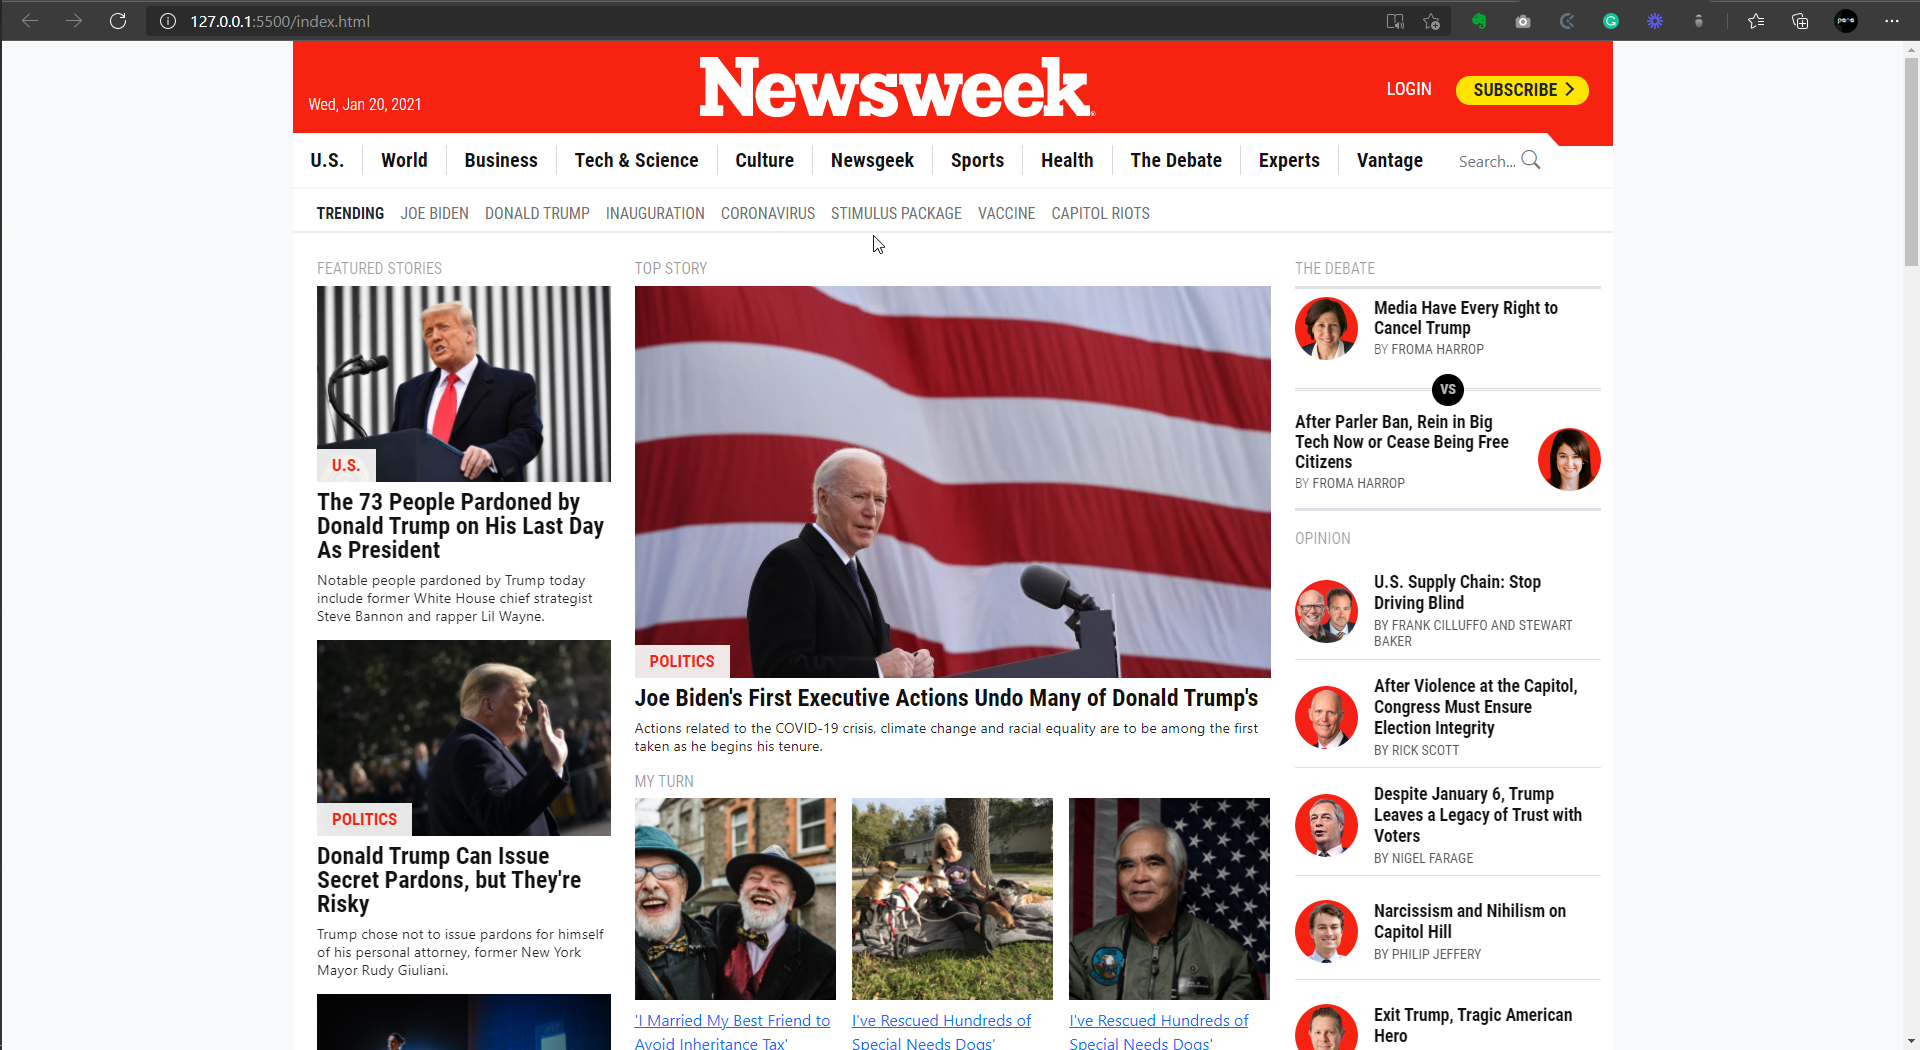 127.0.0.1:5500/index.html
Wed, Jan 20, 2021
Newsweek
LOGIN
SUBSCRIBE
U.S. World Business Tech & Science Culture Newsgeek Sports Health The Debate Experts Vantage Search...
TRENDING JOE BIDEN DONALD TRUMP INAUGURATION CORONAVIRUS STIMULUS PACKAGE VACCINE CAPITOL RIOTS
FEATURED STORIES
U.S.
The 73 People Pardoned by
Donald Trump on His Last Day
As President
Notable people pardoned by Trump today
include former White House chief strategist
Steve Bannon and rapper Lil Wayne.
POLITICS
Donald Trump Can Issue
Secret Pardons, but They're
Risky
Trump chose not to issue pardons for himself
of his personal attorney, former New York
Mayor Rudy Giuliani.
TOP STORY
POLITICS
Joe Biden's First Executive Actions Undo Many of Donald Trump's
Actions related to the COVID-19 crisis, climate change and racial equality are to be among the first
taken as he begins his tenure.
MY TURN
'I Married My Best Friend to
Avoid Inheritance Tax'
I've Rescued Hundreds of
Special Needs Dogs'
I've Rescued Hundreds of
Special Needs Dogs'
THE DEBATE
Media Have Every Right to
Cancel Trump
BY FROMA HARROP
VS
After Parler Ban, Rein in Big
Tech Now or Cease Being Free
Citizens
BY FROMA HARROP
OPINION
U.S. Supply Chain: Stop
Driving Blind
BY FRANK CILLUFFO AND STEWART
BAKER
After Violence at the Capitol,
Congress Must Ensure
Election Integrity
BY RICK SCOTT
Despite January 6, Trump
Leaves a Legacy of Trust with
Voters
BY NIGEL FARAGE
Narcissism and Nihilism on
Capitol Hill
BY PHILIP JEFFERY
Exit Trump, Tragic American
Hero